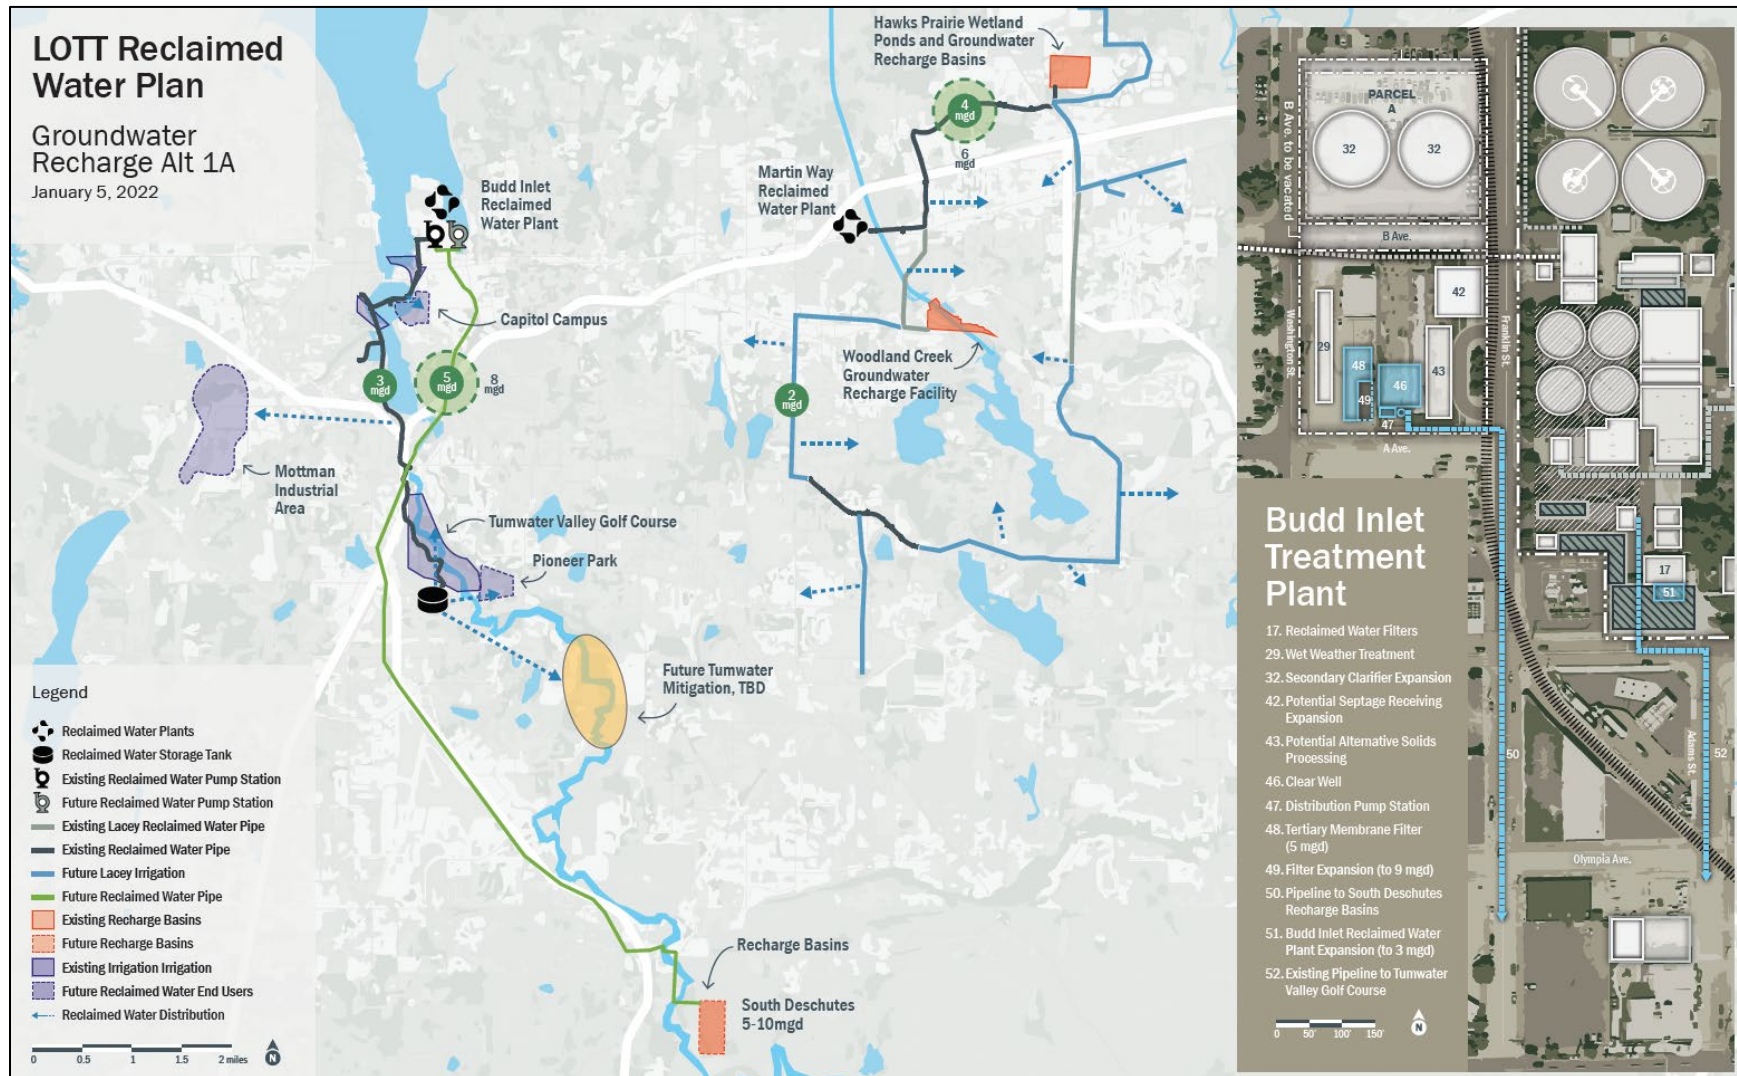 LOTT Reclaimed
Water Plan
Groundwater
Recharge Alt 1A
January 5, 2022
Budd Inlet
Reclaimed
Water Plant
Capitol Campus
3
mgd
5
mgd
8
mgd
Mottman
Industrial
Area
Tumwater Valley Golf Course
Pioneer Park
Future Tumwater
Mitigation, TBD
Recharge Basins
South Deschutes
5-10mgd
Hawks Prairie Wetland
Ponds and Groundwater
Recharge Basins
4
mgd
6
mgd
Martin Way
Reclaimed
Water Plant
Woodland Creek
Groundwater
Recharge Facility
2
mgd
Legend
Reclaimed Water Plants
Reclaimed Water Storage Tank
Existing Reclaimed Water Pump Station
Future Reclaimed Water Pump Station
Existing Lacey Reclaimed Water Pipe
Existing Reclaimed Water Pipe
Future Lacey Irrigation
Future Reclaimed Water Pipe
Existing Recharge Basins
Future Recharge Basins
Existing Irrigation Irrigation
Future Reclaimed Water End Users
Reclaimed Water Distribution
0 0.5 1 1.5 2 miles
N
PARCEL
A
32 32
B Ave. to be vacated
B Ave.
42
Washington St.
Franklin St.
29
48
46
43
49
47
A Ave.
17
51
50
52
Adams St.
Olympia Ave.
Budd Inlet
Treatment
Plant
17. Reclaimed Water Filters
29. Wet Weather Treatment
32. Secondary Clarifier Expansion
42. Potential Septage Receiving
Expansion
43. Potential Alternative Solids
Processing
46. Clear Well
47. Distribution Pump Station
48. Tertiary Membrane Filter
(5 mgd)
49. Filter Expansion (to 9 mgd)
50. Pipeline to South Deschutes
Recharge Basins
51. Budd Inlet Reclaimed Water
Plant Expansion (to 3 mgd)
52. Existing Pipeline to Tumwater
Valley Golf Course
0 50' 100' 150'
N